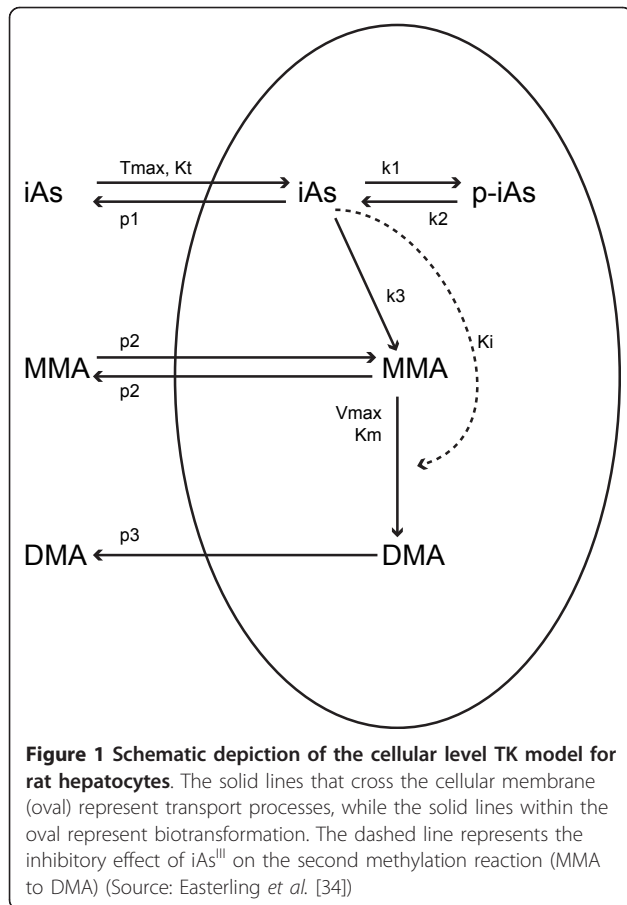 Tmax, Kt
k1
iAs
iAs
p-iAs
p1
k2
k3
Ki
p2
MMA
MMA
p2
Vmax
Km
p3
DMA
DMA
Figure 1 Schematic depiction of the cellular level TK model for
rat hepatocytes. The solid lines that cross the cellular membrane
(oval) represent transport processes, while the solid lines within the
oval represent biotransformation. The dashed line represents the
inhibitory effect of iAsIII on the second methylation reaction (MMA
to DMA) (Source: Easterling et al. [34])